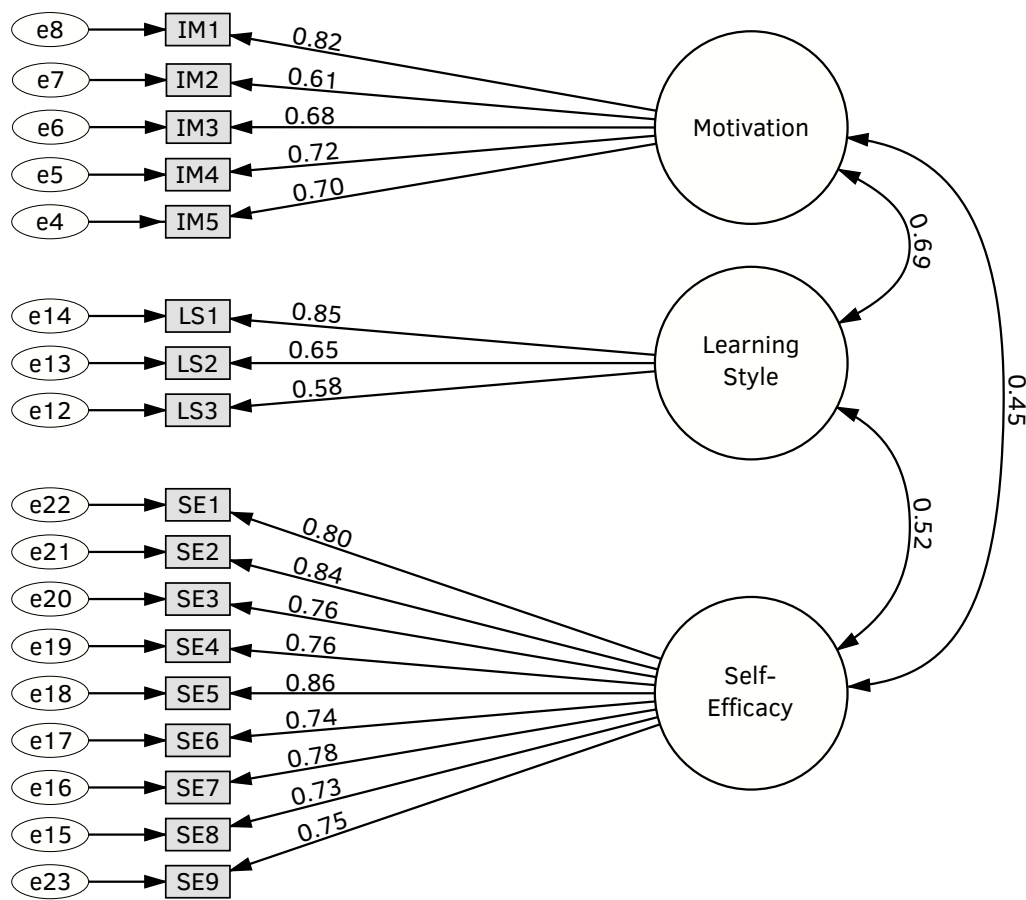 e8
IM1
0.82
e7
IM2
0.61
e6
IM3
0.68
e5
IM4
0.72
e4
IM5
0.70
Motivation
0.69
e14
LS1
0.85
e13
LS2
0.65
e12
LS3
0.58
Learning
Style
0.45
0.52
e22
SE1
0.80
e21
SE2
0.84
e20
SE3
0.76
e19
SE4
0.76
e18
SE5
0.86
e17
SE6
0.74
e16
SE7
0.78
e15
SE8
0.73
e23
SE9
0.75
Self-
Efficacy